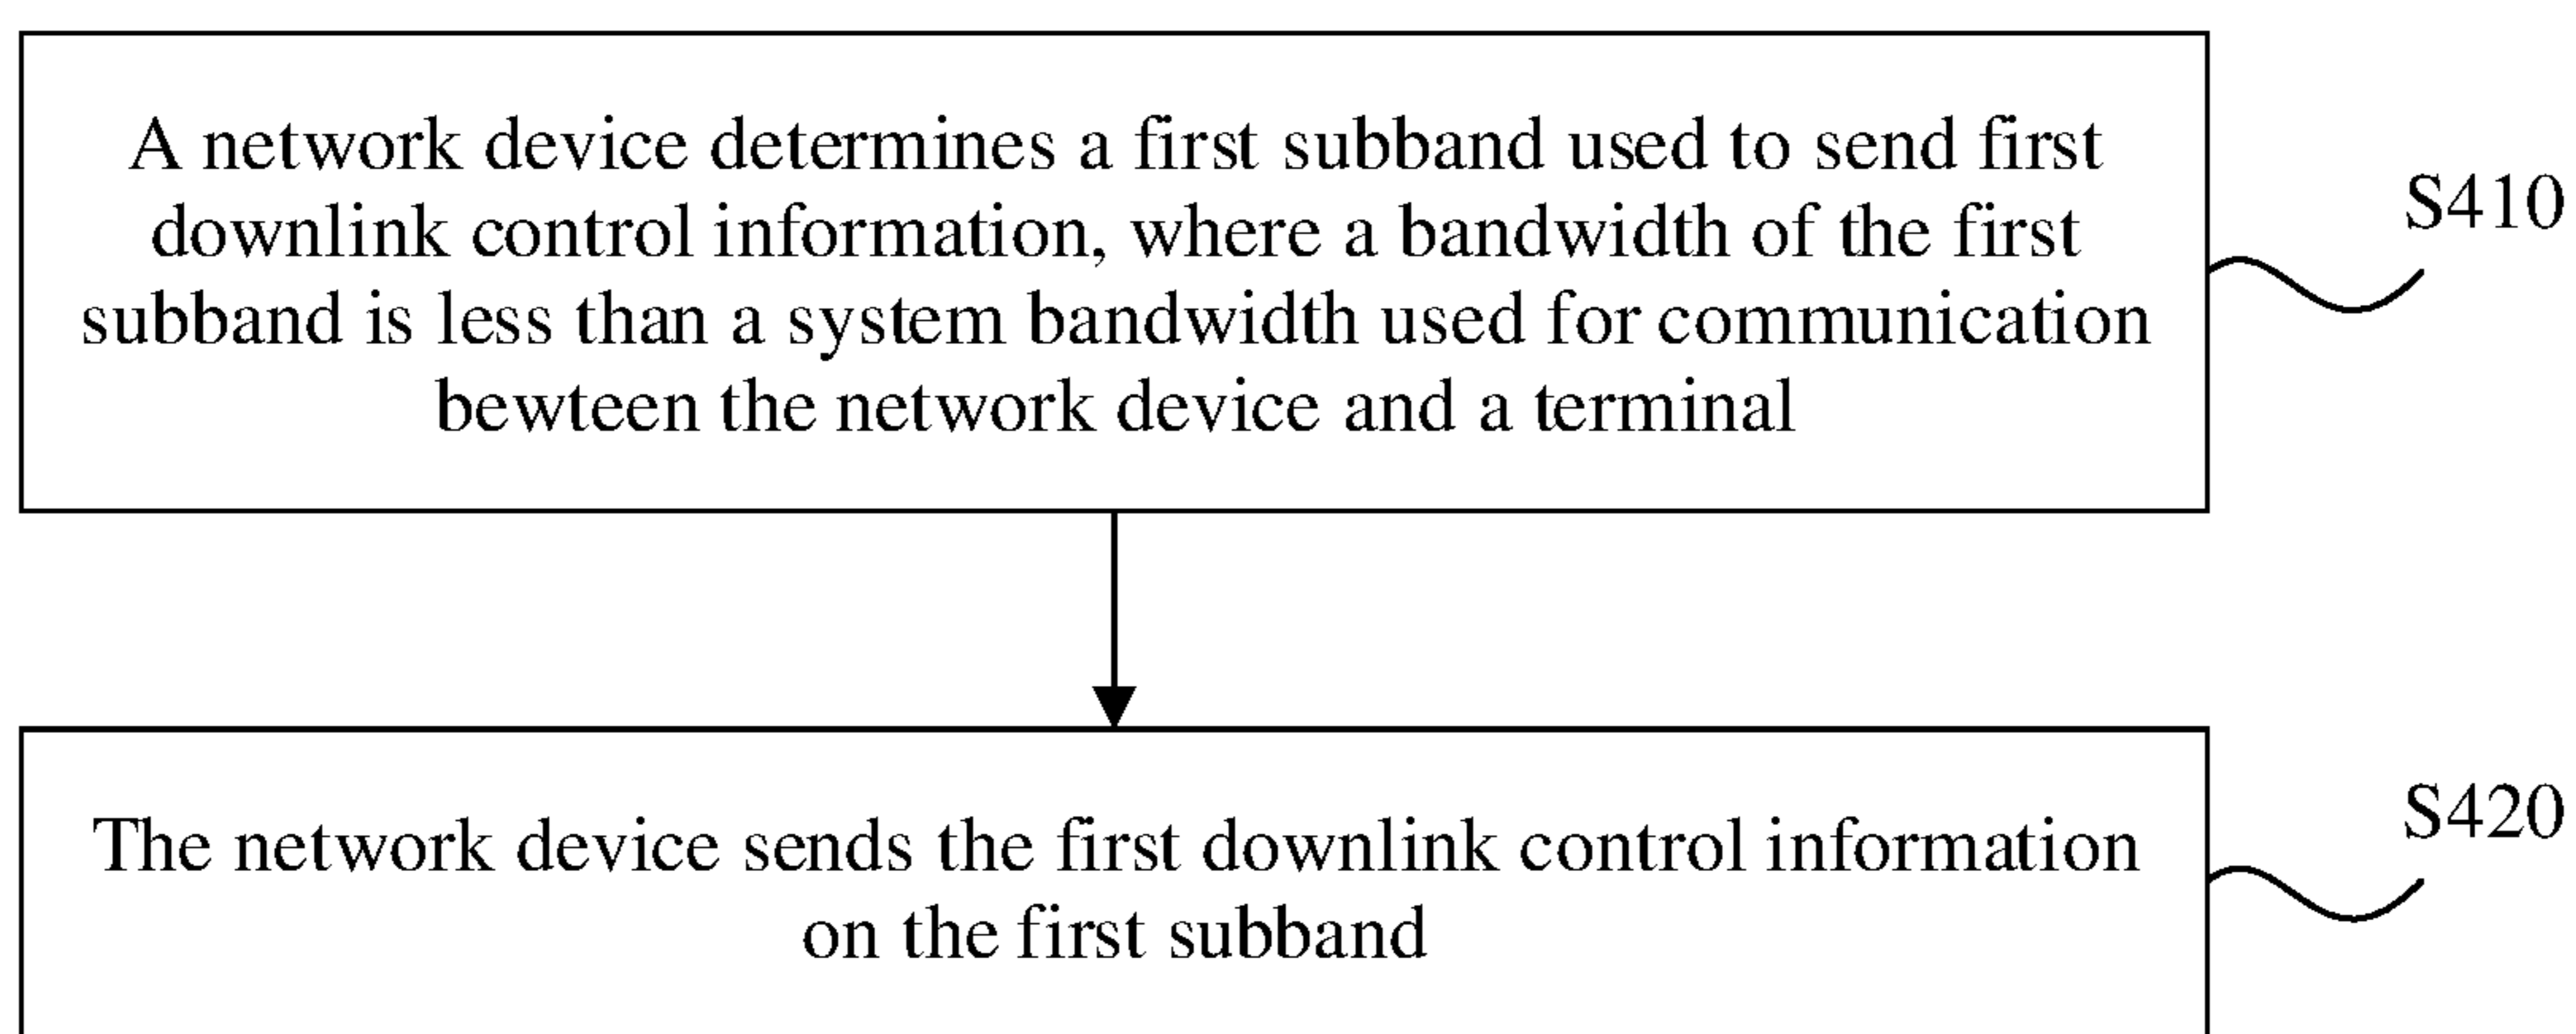 A network device determines a first subband used to send first
downlink control information, where a bandwidth of the first
subband is less than a system bandwidth used for communication
bewteen the network device and a terminal
S410
The network device sends the first downlink control information
on the first subband
S420